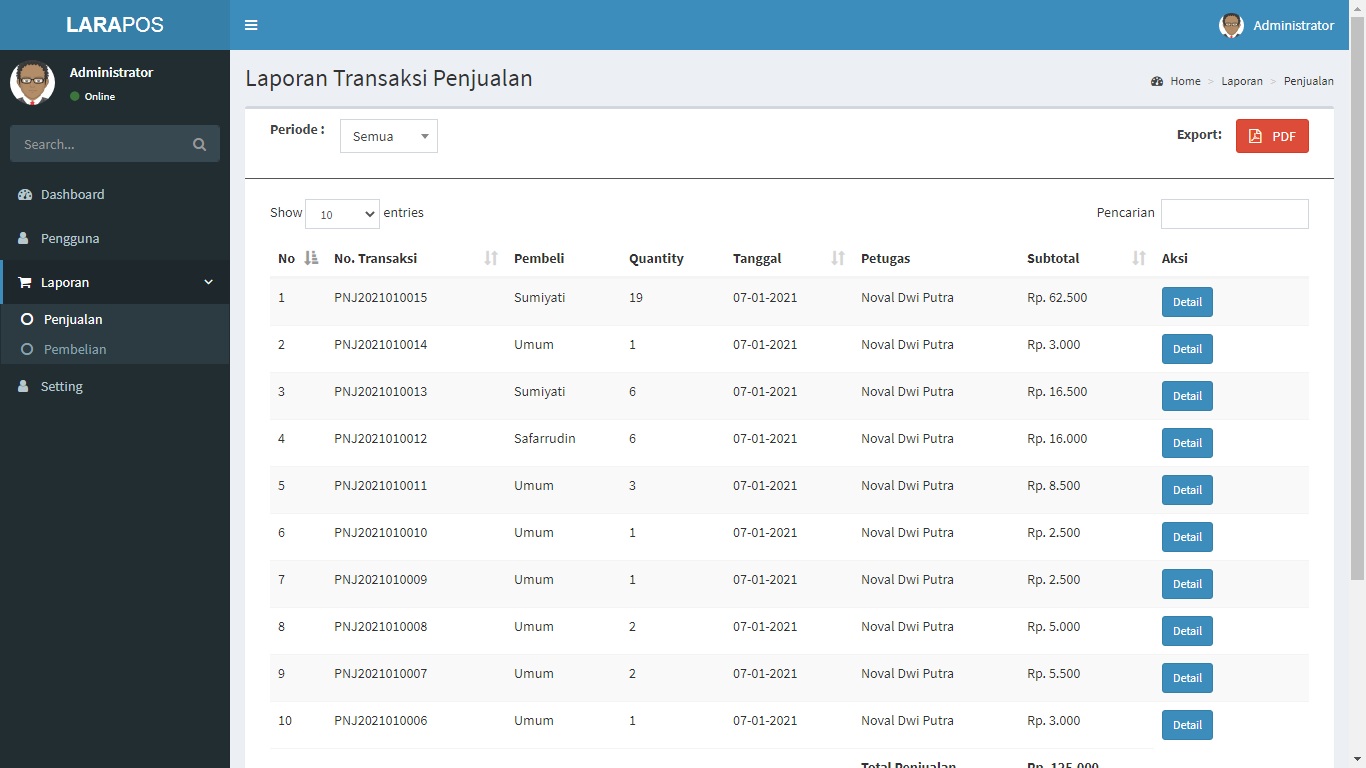 LARAPOS
Administrator
Administrator
Online
Search...
Dashboard
Pengguna
Laporan
Penjualan
Pembelian
Setting
Laporan Transaksi Penjualan
Home > Laporan > Penjualan
Periode : Semua
Export: PDF
Show 10 entries
Pencarian
No No. Transaksi Pembeli Quantity Tanggal Petugas Subtotal Aksi
1 PNJ2021010015 Sumiyati 19 07-01-2021 Noval Dwi Putra Rp. 62.500 Detail
2 PNJ2021010014 Umum 1 07-01-2021 Noval Dwi Putra Rp. 3.000 Detail
3 PNJ2021010013 Sumiyati 6 07-01-2021 Noval Dwi Putra Rp. 16.500 Detail
4 PNJ2021010012 Safarrudin 6 07-01-2021 Noval Dwi Putra Rp. 16.000 Detail
5 PNJ2021010011 Umum 3 07-01-2021 Noval Dwi Putra Rp. 8.500 Detail
6 PNJ2021010010 Umum 1 07-01-2021 Noval Dwi Putra Rp. 2.500 Detail
7 PNJ2021010009 Umum 1 07-01-2021 Noval Dwi Putra Rp. 2.500 Detail
8 PNJ2021010008 Umum 2 07-01-2021 Noval Dwi Putra Rp. 5.000 Detail
9 PNJ2021010007 Umum 2 07-01-2021 Noval Dwi Putra Rp. 5.500 Detail
10 PNJ2021010006 Umum 1 07-01-2021 Noval Dwi Putra Rp. 3.000 Detail
Total Penjualan Rp. 125.000